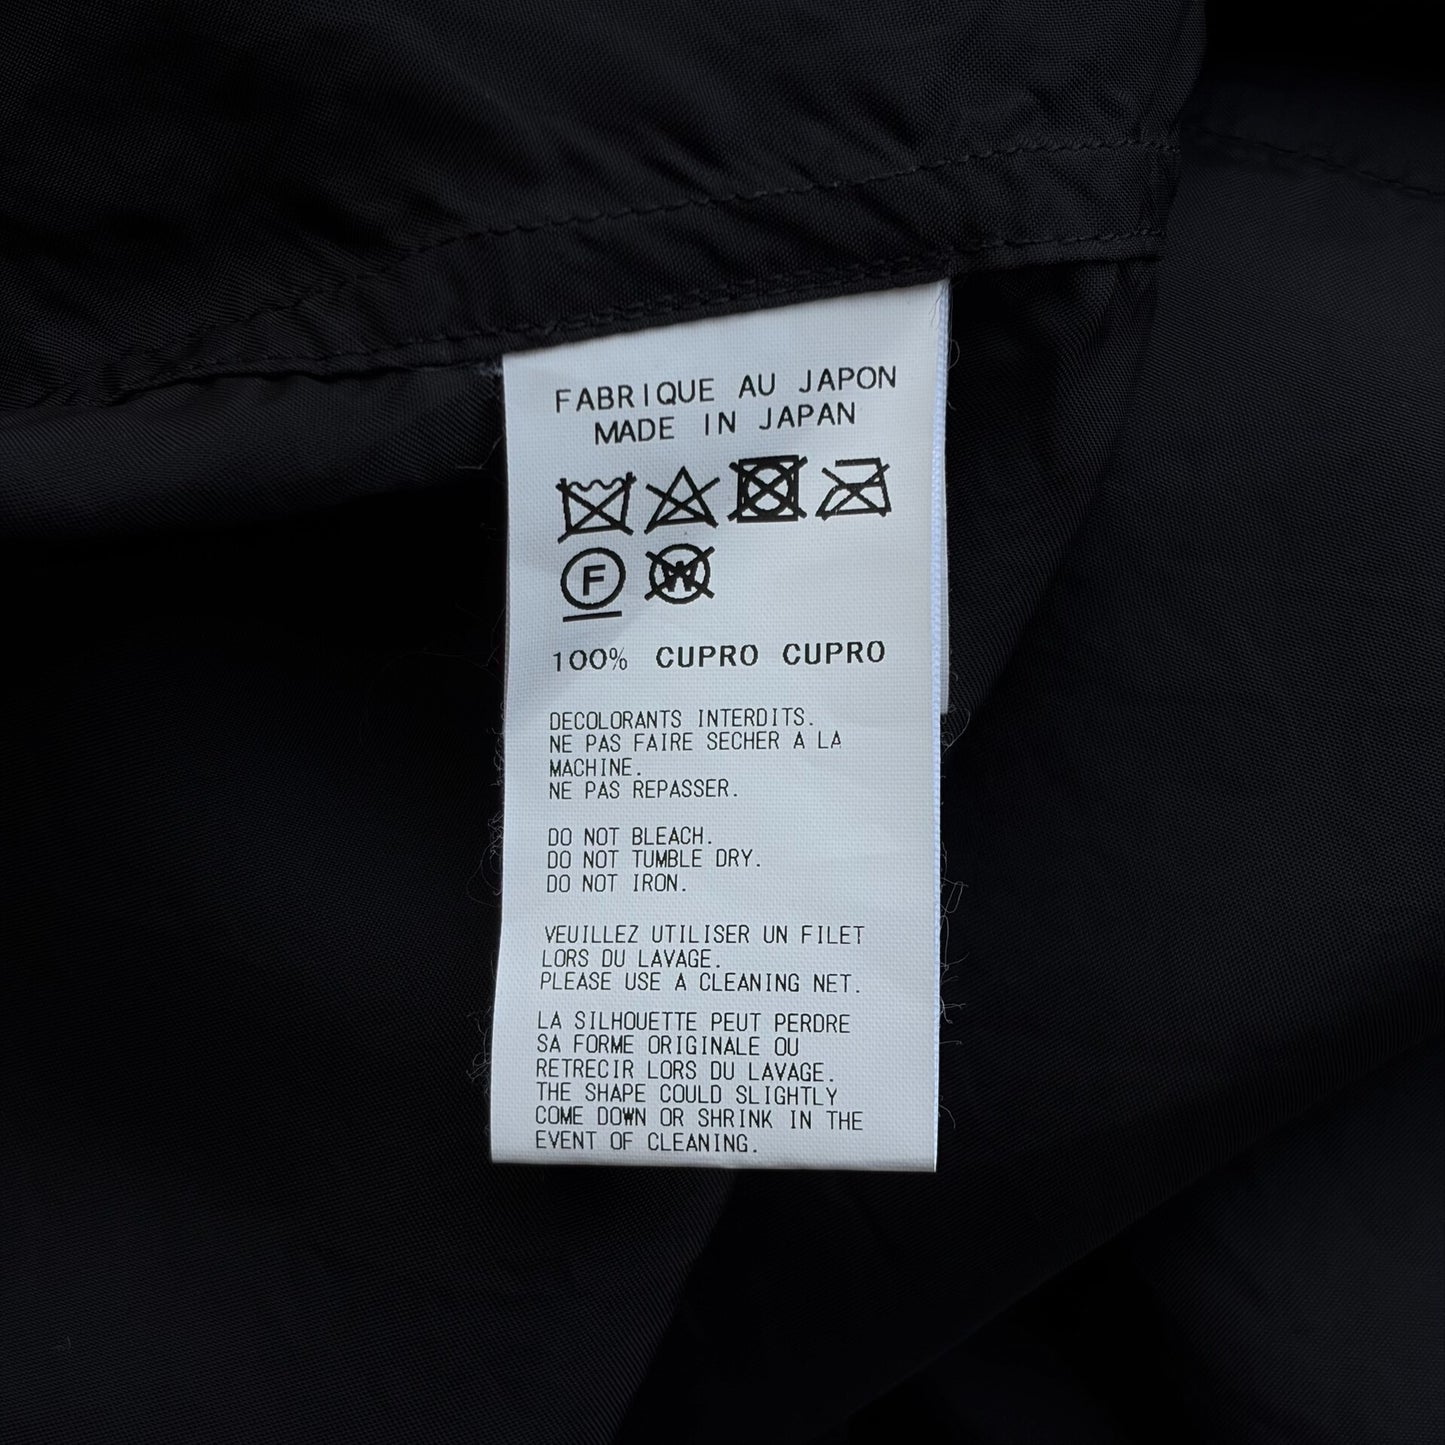 FABRIQUE AU JAPON
MADE IN JAPAN
F W
100% CUPRO CUPRO
DECOLORANTS INTERDITS.
NE PAS FAIRE SECHER A LA
MACHINE.
NE PAS REPASSER.
DO NOT BLEACH.
DO NOT TUMBLE DRY.
DO NOT IRON.
VEUILLEZ UTILISER UN FILET
LORS DU LAVAGE.
PLEASE USE A CLEANING NET.
LA SILHOUETTE PEUT PERDRE
SA FORME ORIGINALE OU
RETRECIR LORS DU LAVAGE.
THE SHAPE COULD SLIGHTLY
COME DOWN OR SHRINK IN THE
EVENT OF CLEANING.